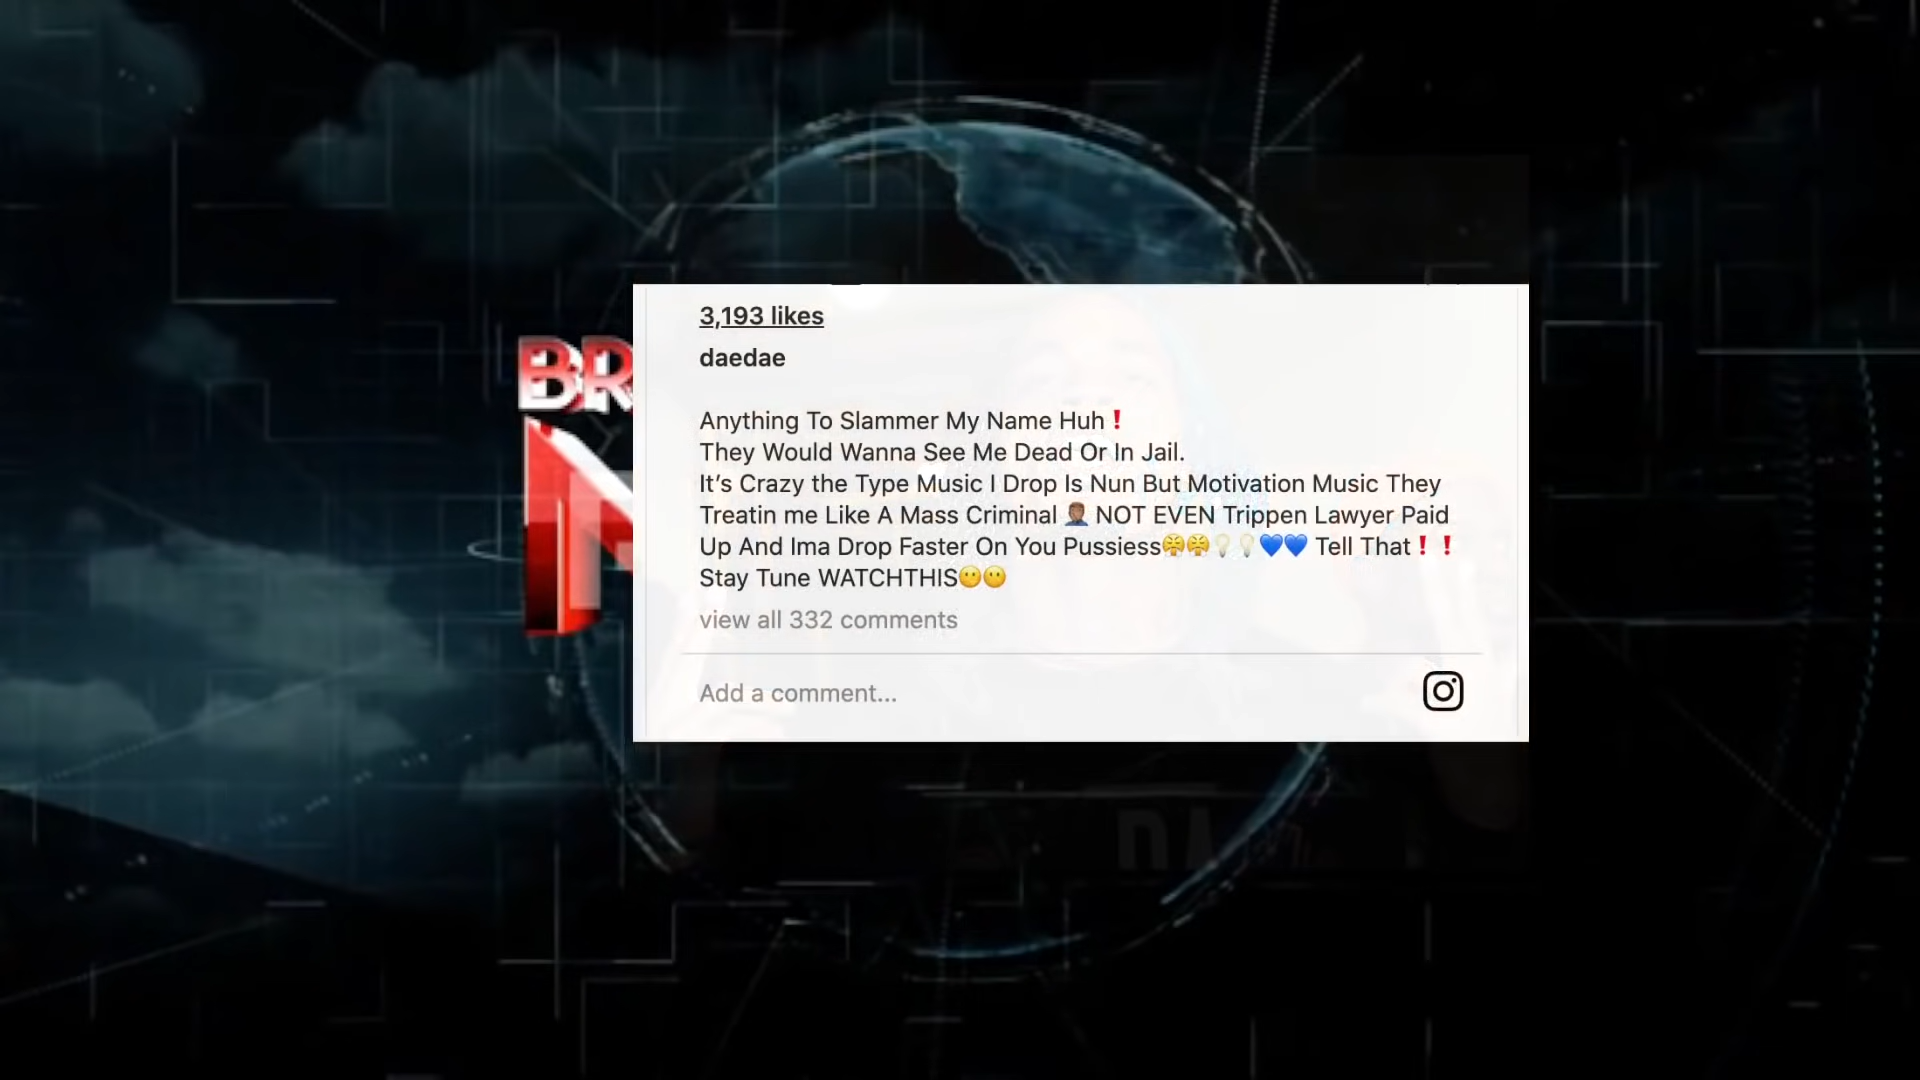 3,193 likes
daedae
Anything To Slammer My Name Huh❗
They Would Wanna See Me Dead Or In Jail.
It’s Crazy the Type Music I Drop Is Nun But Motivation Music They
Treatin me Like A Mass Criminal 🤦🏾‍♂️ NOT EVEN Trippen Lawyer Paid
Up And Ima Drop Faster On You Pussiess😤😤💡💡💙💙 Tell That❗❗
Stay Tune WATCHTHIS😶😶
view all 332 comments
Add a comment...
BR
N